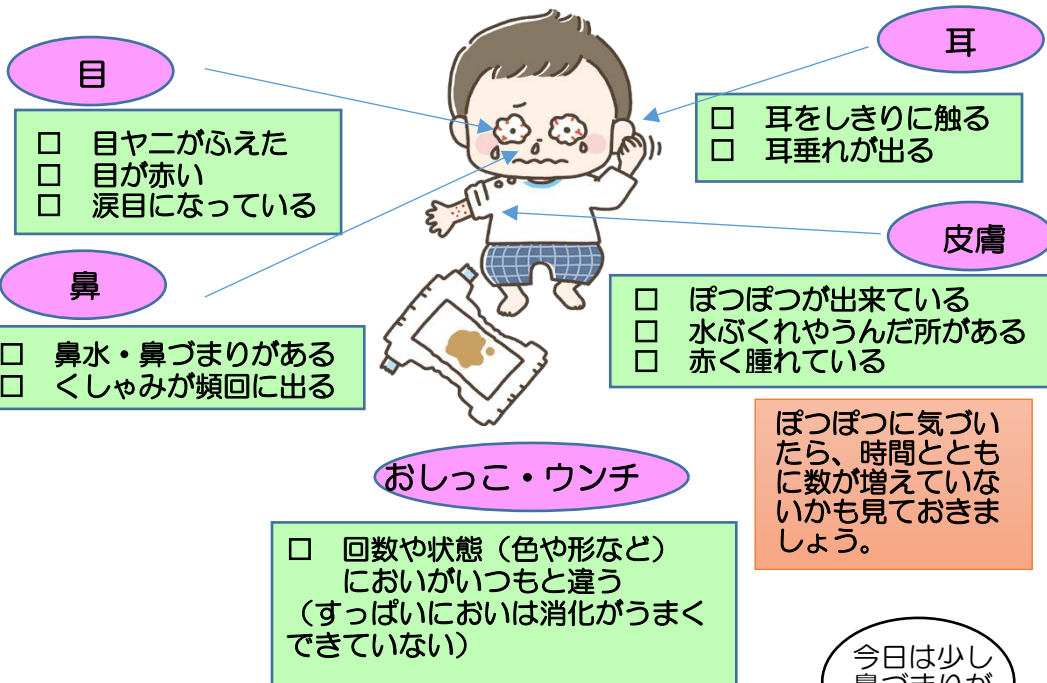 目
□ 目ヤニがふえた
□ 目が赤い
□ 涙目になっている
耳
□ 耳をしきりに触る
□ 耳垂れが出る
鼻
□ 鼻水・鼻づまりがある
□ くしゃみが頻回に出る
皮膚
□ ぽつぽつが出来ている
□ 水ぶくれやうんだ所がある
□ 赤く腫れている
ぽつぽつに気づい
たら、時間ととも
に数が増えていな
いかも見ておきま
しょう。
おしっこ・ウンチ
□ 回数や状態（色や形など）
においがいつもと違う
（すっぱいにおいは消化がうまく
できていない）
今日は少し
鼻づまりが